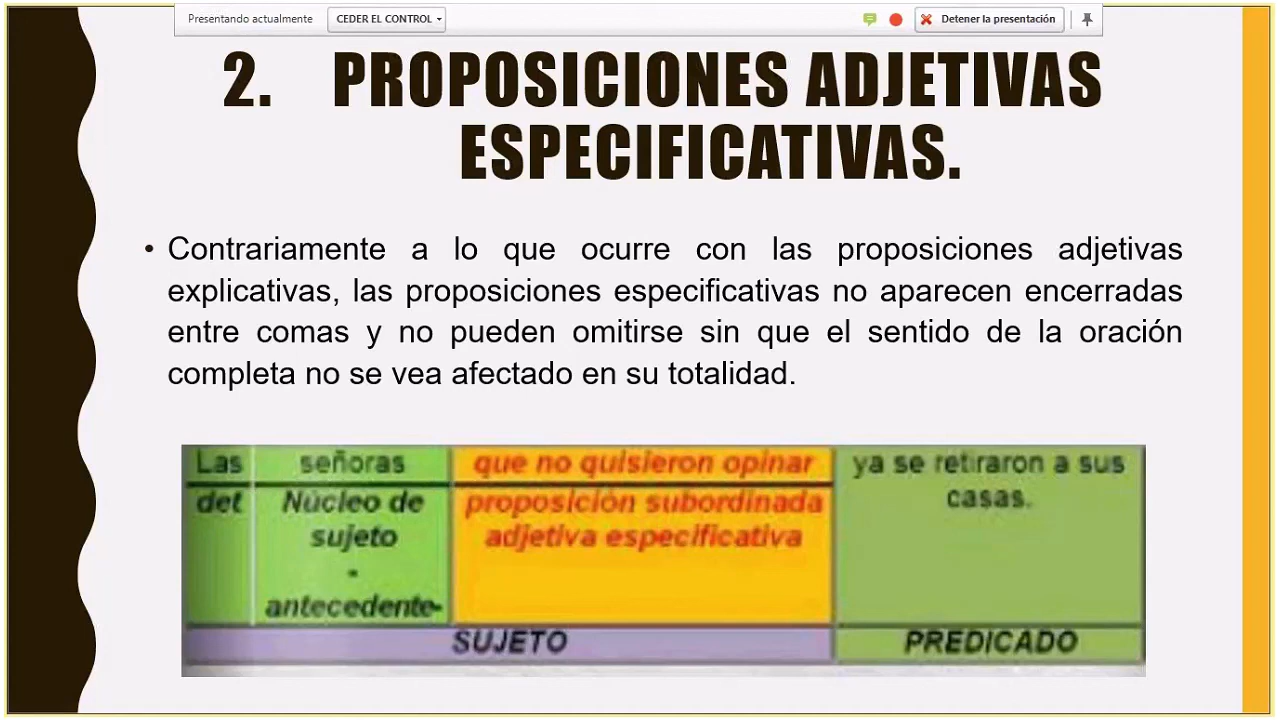 Presentando actualmente CEDER EL CONTROL Detener la presentación
2. PROPOSICIONES ADJETIVAS
ESPECIFICATIVAS.
• Contrariamente a lo que ocurre con las proposiciones adjetivas
explicativas, las proposiciones especificativas no aparecen encerradas
entre comas y no pueden omitirse sin que el sentido de la oración
completa no se vea afectado en su totalidad.
Las señoras que no quisieron opinar ya se retiraron a sus
casas.
det Núcleo de proposición subordinada
sujeto adjetiva especificativa
-
antecedente-
SUJETO PREDICADO